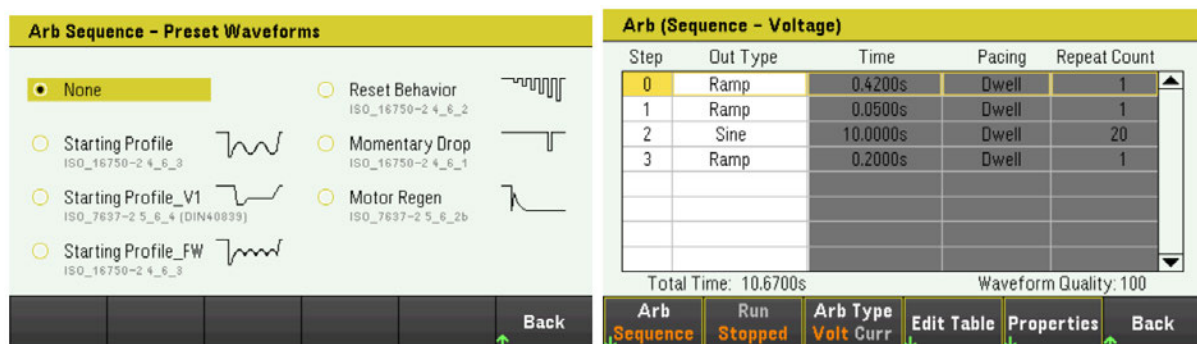 Arb Sequence - Preset Waveforms
None
Starting Profile
ISO_16750-2 4_6_3
Starting Profile_V1
ISO_7637-2 5_6_4 (DIN40839)
Starting Profile_FW
ISO_16750-2 4_6_3
Reset Behavior
ISO_16750-2 4_6_2
Momentary Drop
ISO_16750-2 4_6_1
Motor Regen
ISO_7637-2 5_6_2b
Back
Arb (Sequence - Voltage)
Step Out Type Time Pacing Repeat Count
0 Ramp 0.4200s Dwell 1
1 Ramp 0.0500s Dwell 1
2 Sine 10.0000s Dwell 20
3 Ramp 0.2000s Dwell 1
Total Time: 10.6700s Waveform Quality: 100
Arb Run Arb Type
Sequence Stopped Volt Curr Edit Table Properties Back